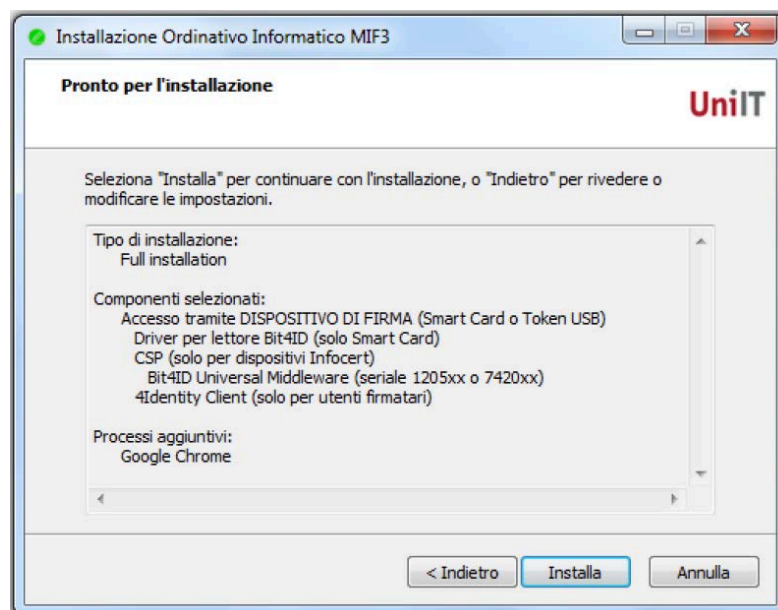 Installazione Ordinativo Informatico MIF3
Pronto per l'installazione
UniIT
Seleziona "Installa" per continuare con l'installazione, o "Indietro" per rivedere o
modificare le impostazioni.
Tipo di installazione:
Full installation
Componenti selezionati:
Accesso tramite DISPOSITIVO DI FIRMA (Smart Card o Token USB)
Driver per lettore Bit4ID (solo Smart Card)
CSP (solo per dispositivi Infocert)
Bit4ID Universal Middleware (seriale 1205xx o 7420xx)
4Identity Client (solo per utenti firmatari)
Processi aggiuntivi:
Google Chrome
< Indietro
Installa
Annulla